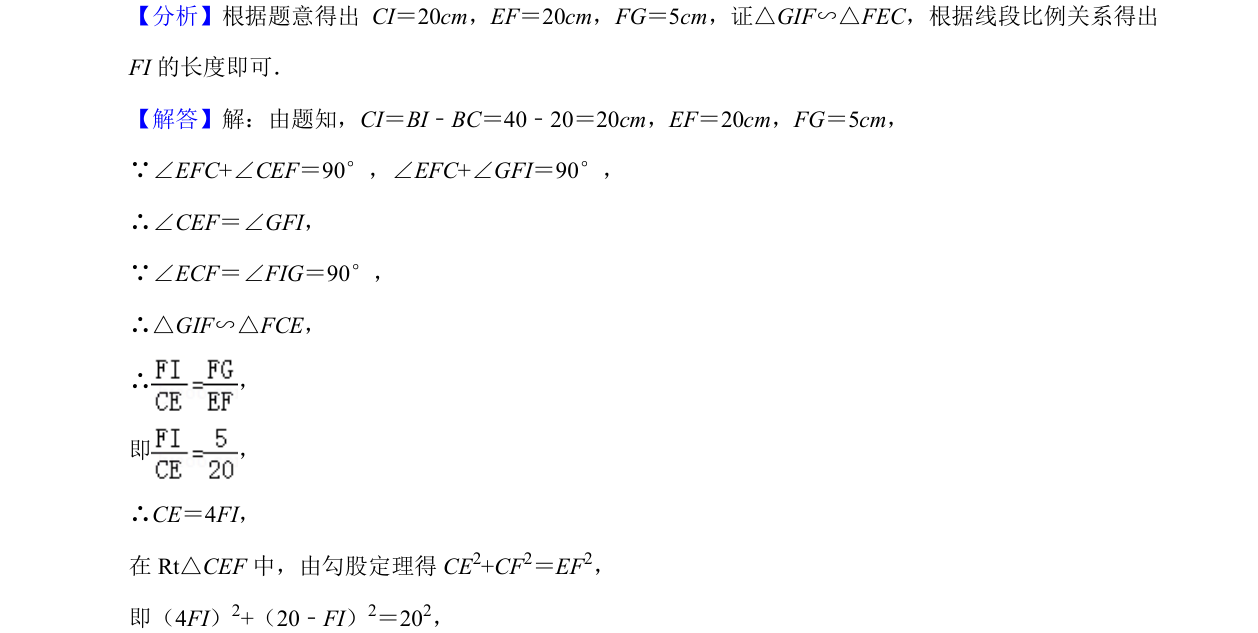 【分析】根据题意得出 CI=20cm，EF=20cm，FG=5cm，证△GIF∽△FEC，根据线段比例关系得出
FI 的长度即可．
【解答】解：由题知，CI=BI﹣BC=40﹣20=20cm，EF=20cm，FG=5cm，
∵∠EFC+∠CEF=90°，∠EFC+∠GFI=90°，
∴∠CEF=∠GFI，
∵∠ECF=∠FIG=90°，
∴△GIF∽△FCE，
∴FI/CE=FG/EF，
即FI/CE=5/20，
∴CE=4FI，
在 Rt△CEF 中，由勾股定理得 CE²+CF²=EF²，
即（4FI）²+（20﹣FI）²=20²，